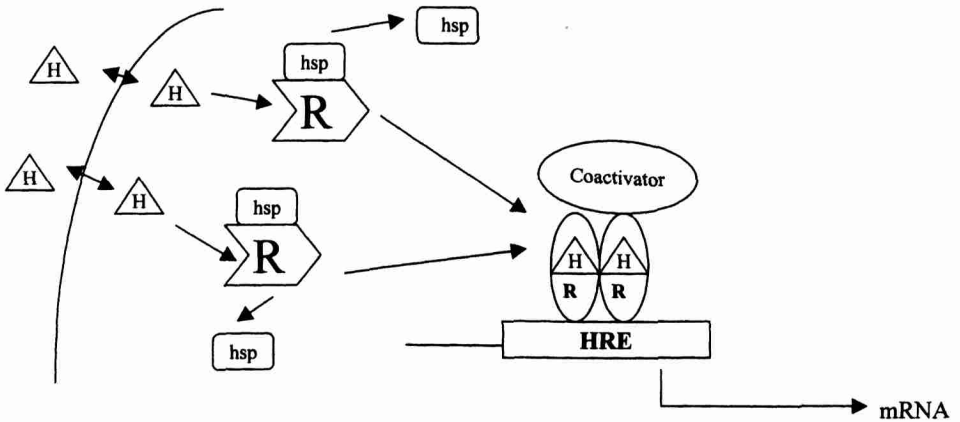 hsp
hsp
H
H
R
Coactivator
H
H
hsp
R
H H
R R
hsp
HRE
mRNA